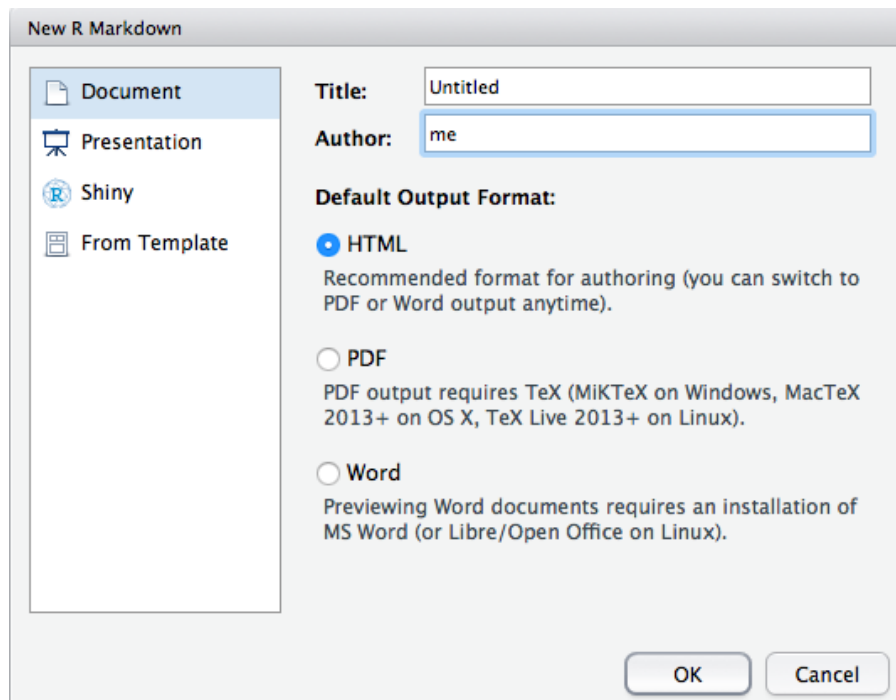 New R Markdown
Document
Presentation
Shiny
From Template
Title: Untitled
Author: me
Default Output Format:
HTML
Recommended format for authoring (you can switch to
PDF or Word output anytime).
PDF
PDF output requires TeX (MiKTeX on Windows, MacTeX
2013+ on OS X, TeX Live 2013+ on Linux).
Word
Previewing Word documents requires an installation of
MS Word (or Libre/Open Office on Linux).
OK Cancel